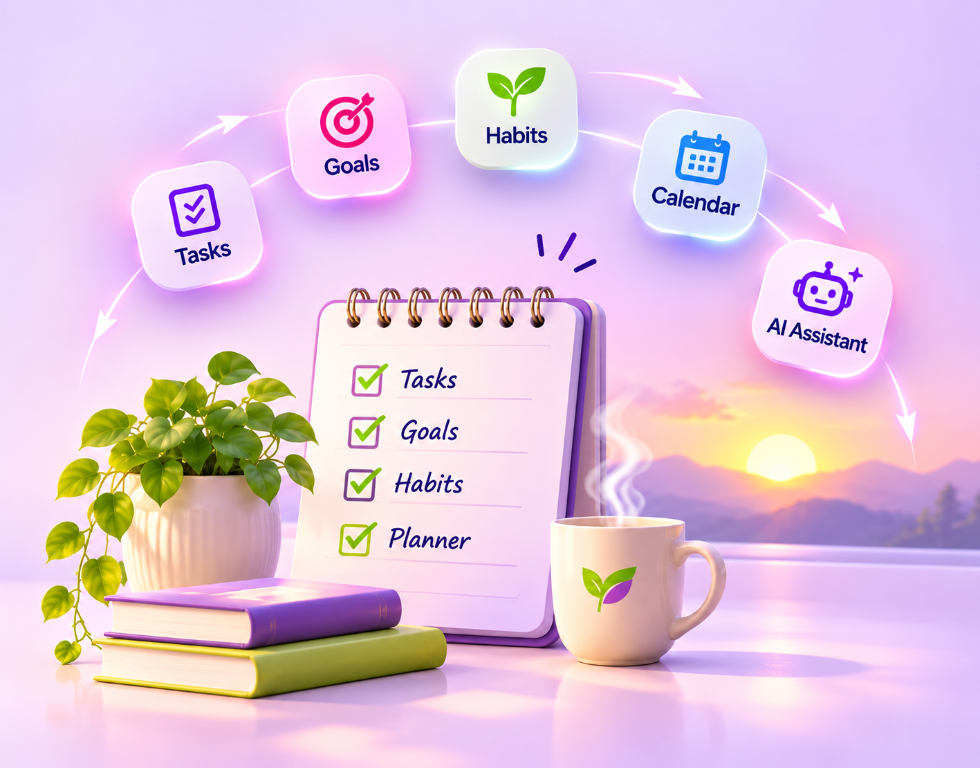 Tasks
Goals
Habits
Calendar
AI Assistant
Tasks
Goals
Habits
Planner